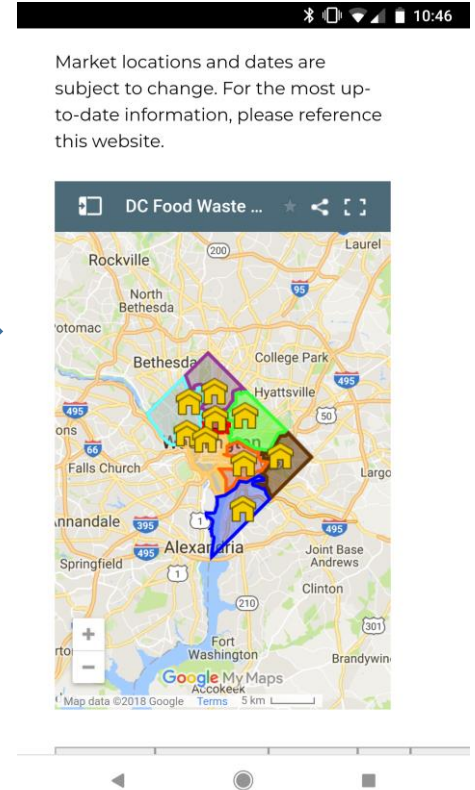 10:46
Market locations and dates are
subject to change. For the most up-
to-date information, please reference
this website.
DC Food Waste ...
Laurel
200
Rockville
95
North
Bethesda
otomac
Bethesda
College Park
495
Hyattsville
495
50
ons
66
Falls Church
Largo
nnandale
395
1
495
495
Alexandria
Joint Base
Andrews
Springfield
1
Clinton
210
301
+
Fort
Washington
Brandywin
−
Google My Maps
Accokeek
Map data ©2018 Google
Terms
5 km